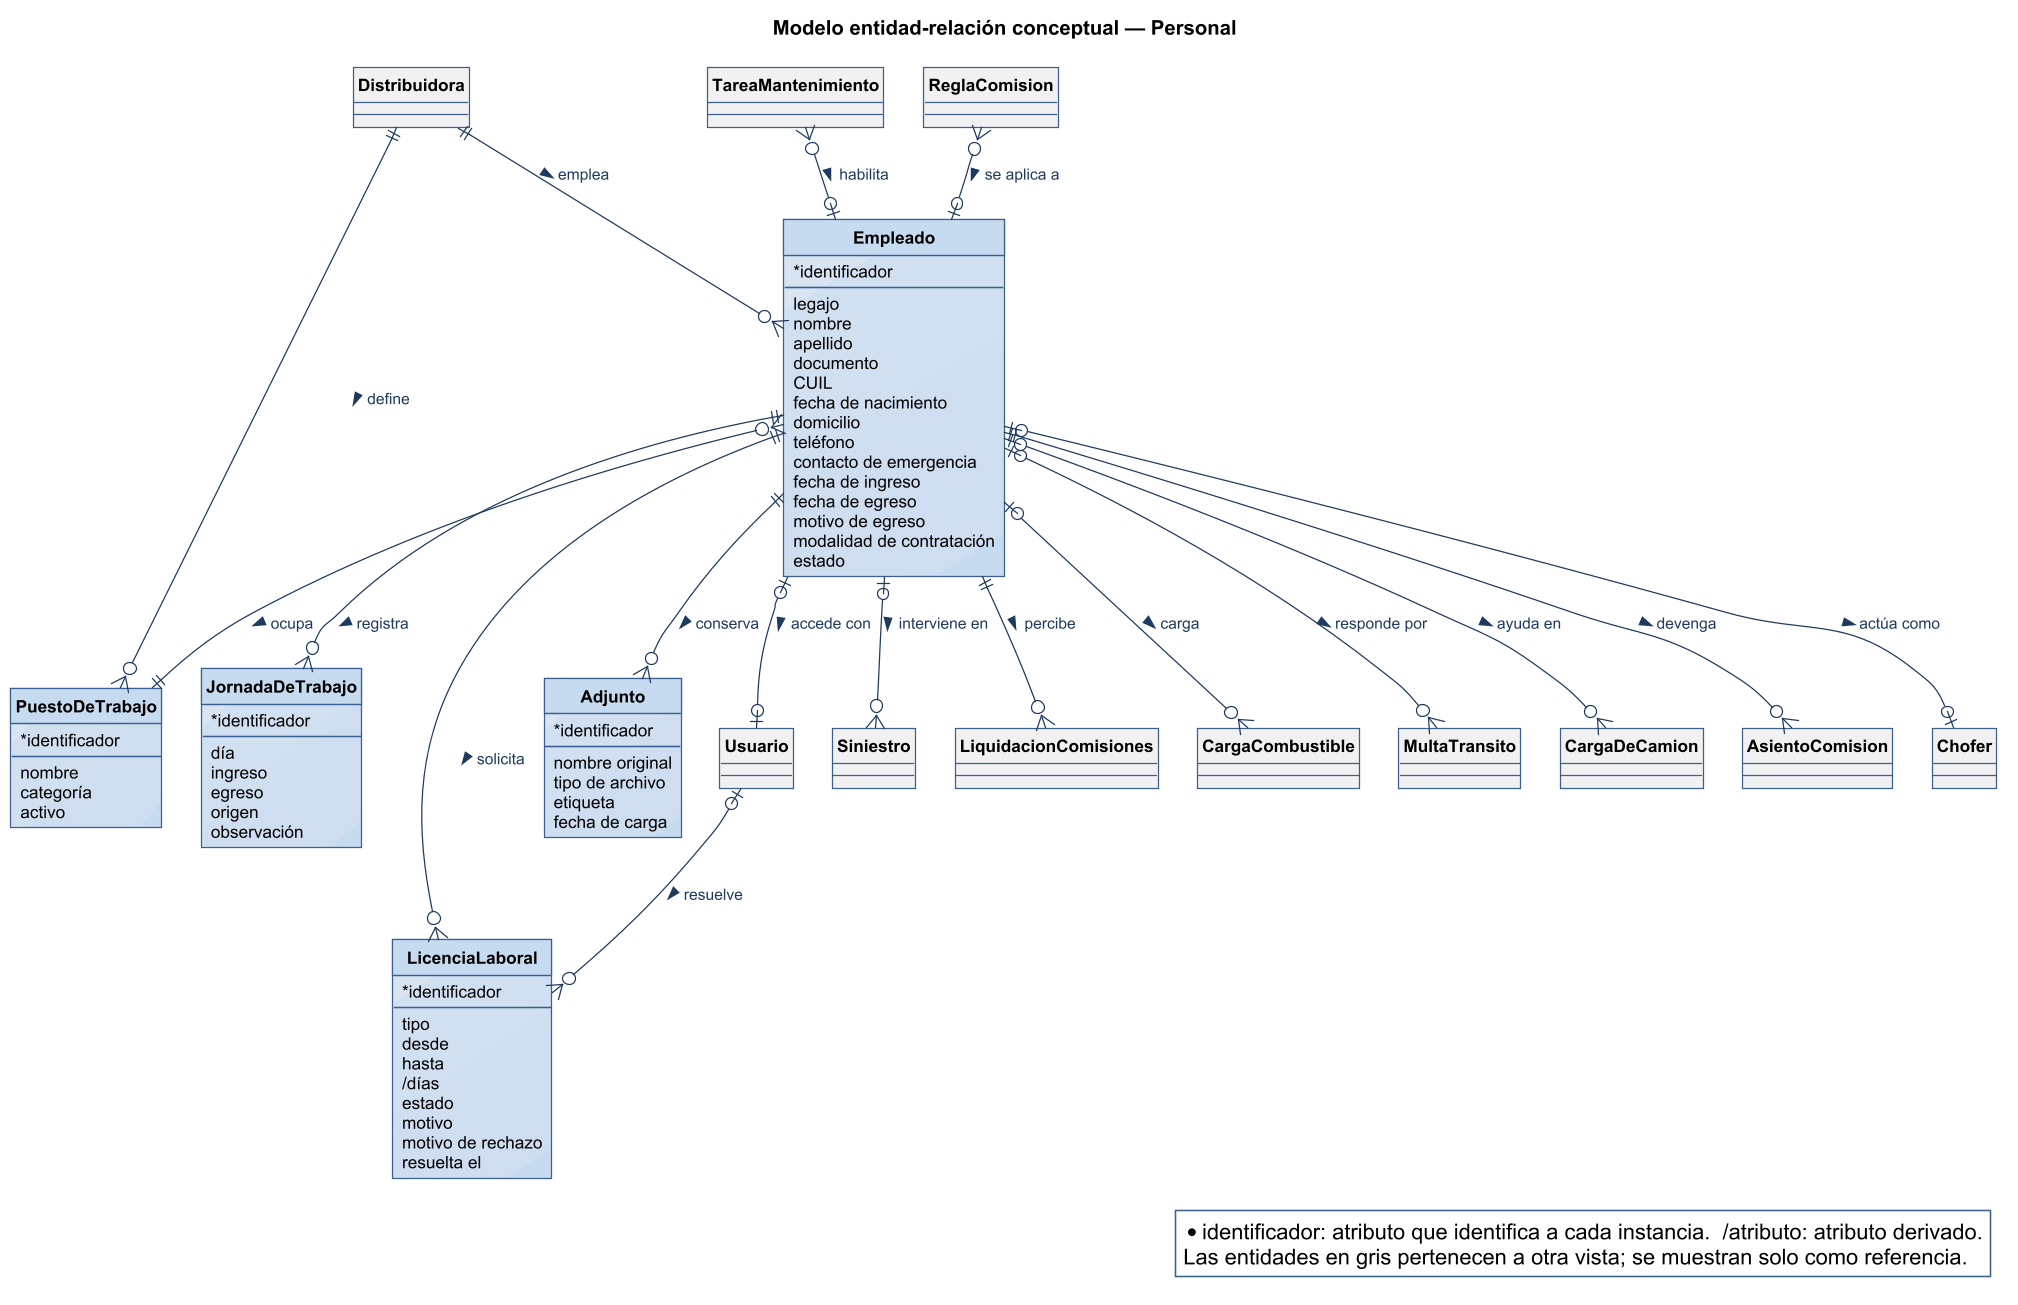 Modelo entidad-relación conceptual — Personal
Distribuidora
TareaMantenimiento
ReglaComision
emplea
habilita
se aplica a
Empleado
*identificador
legajo
nombre
apellido
documento
CUIL
fecha de nacimiento
domicilio
teléfono
contacto de emergencia
fecha de ingreso
fecha de egreso
motivo de egreso
modalidad de contratación
estado
define
ocupa
registra
conserva
accede con
interviene en
percibe
carga
responde por
ayuda en
devenga
actúa como
PuestoDeTrabajo
*identificador
nombre
categoría
activo
JornadaDeTrabajo
*identificador
día
ingreso
egreso
origen
observación
solicita
Adjunto
*identificador
nombre original
tipo de archivo
etiqueta
fecha de carga
Usuario
Siniestro
LiquidacionComisiones
CargaCombustible
MultaTransito
CargaDeCamion
AsientoComision
Chofer
resuelve
LicenciaLaboral
*identificador
tipo
desde
hasta
/días
estado
motivo
motivo de rechazo
resuelta el
• identificador: atributo que identifica a cada instancia. /atributo: atributo derivado.
Las entidades en gris pertenecen a otra vista; se muestran solo como referencia.